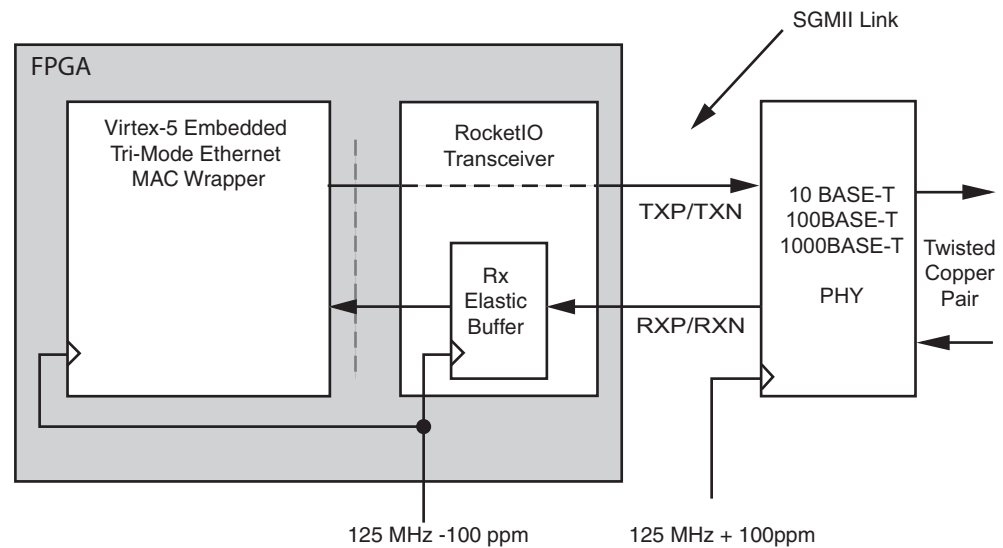 SGMII Link
FPGA
Virtex-5 Embedded
Tri-Mode Ethernet
MAC Wrapper
RocketIO
Transceiver
TXP/TXN
10 BASE-T
100BASE-T
1000BASE-T
PHY
Twisted
Copper
Pair
Rx
Elastic
Buffer
RXP/RXN
125 MHz -100 ppm
125 MHz + 100ppm